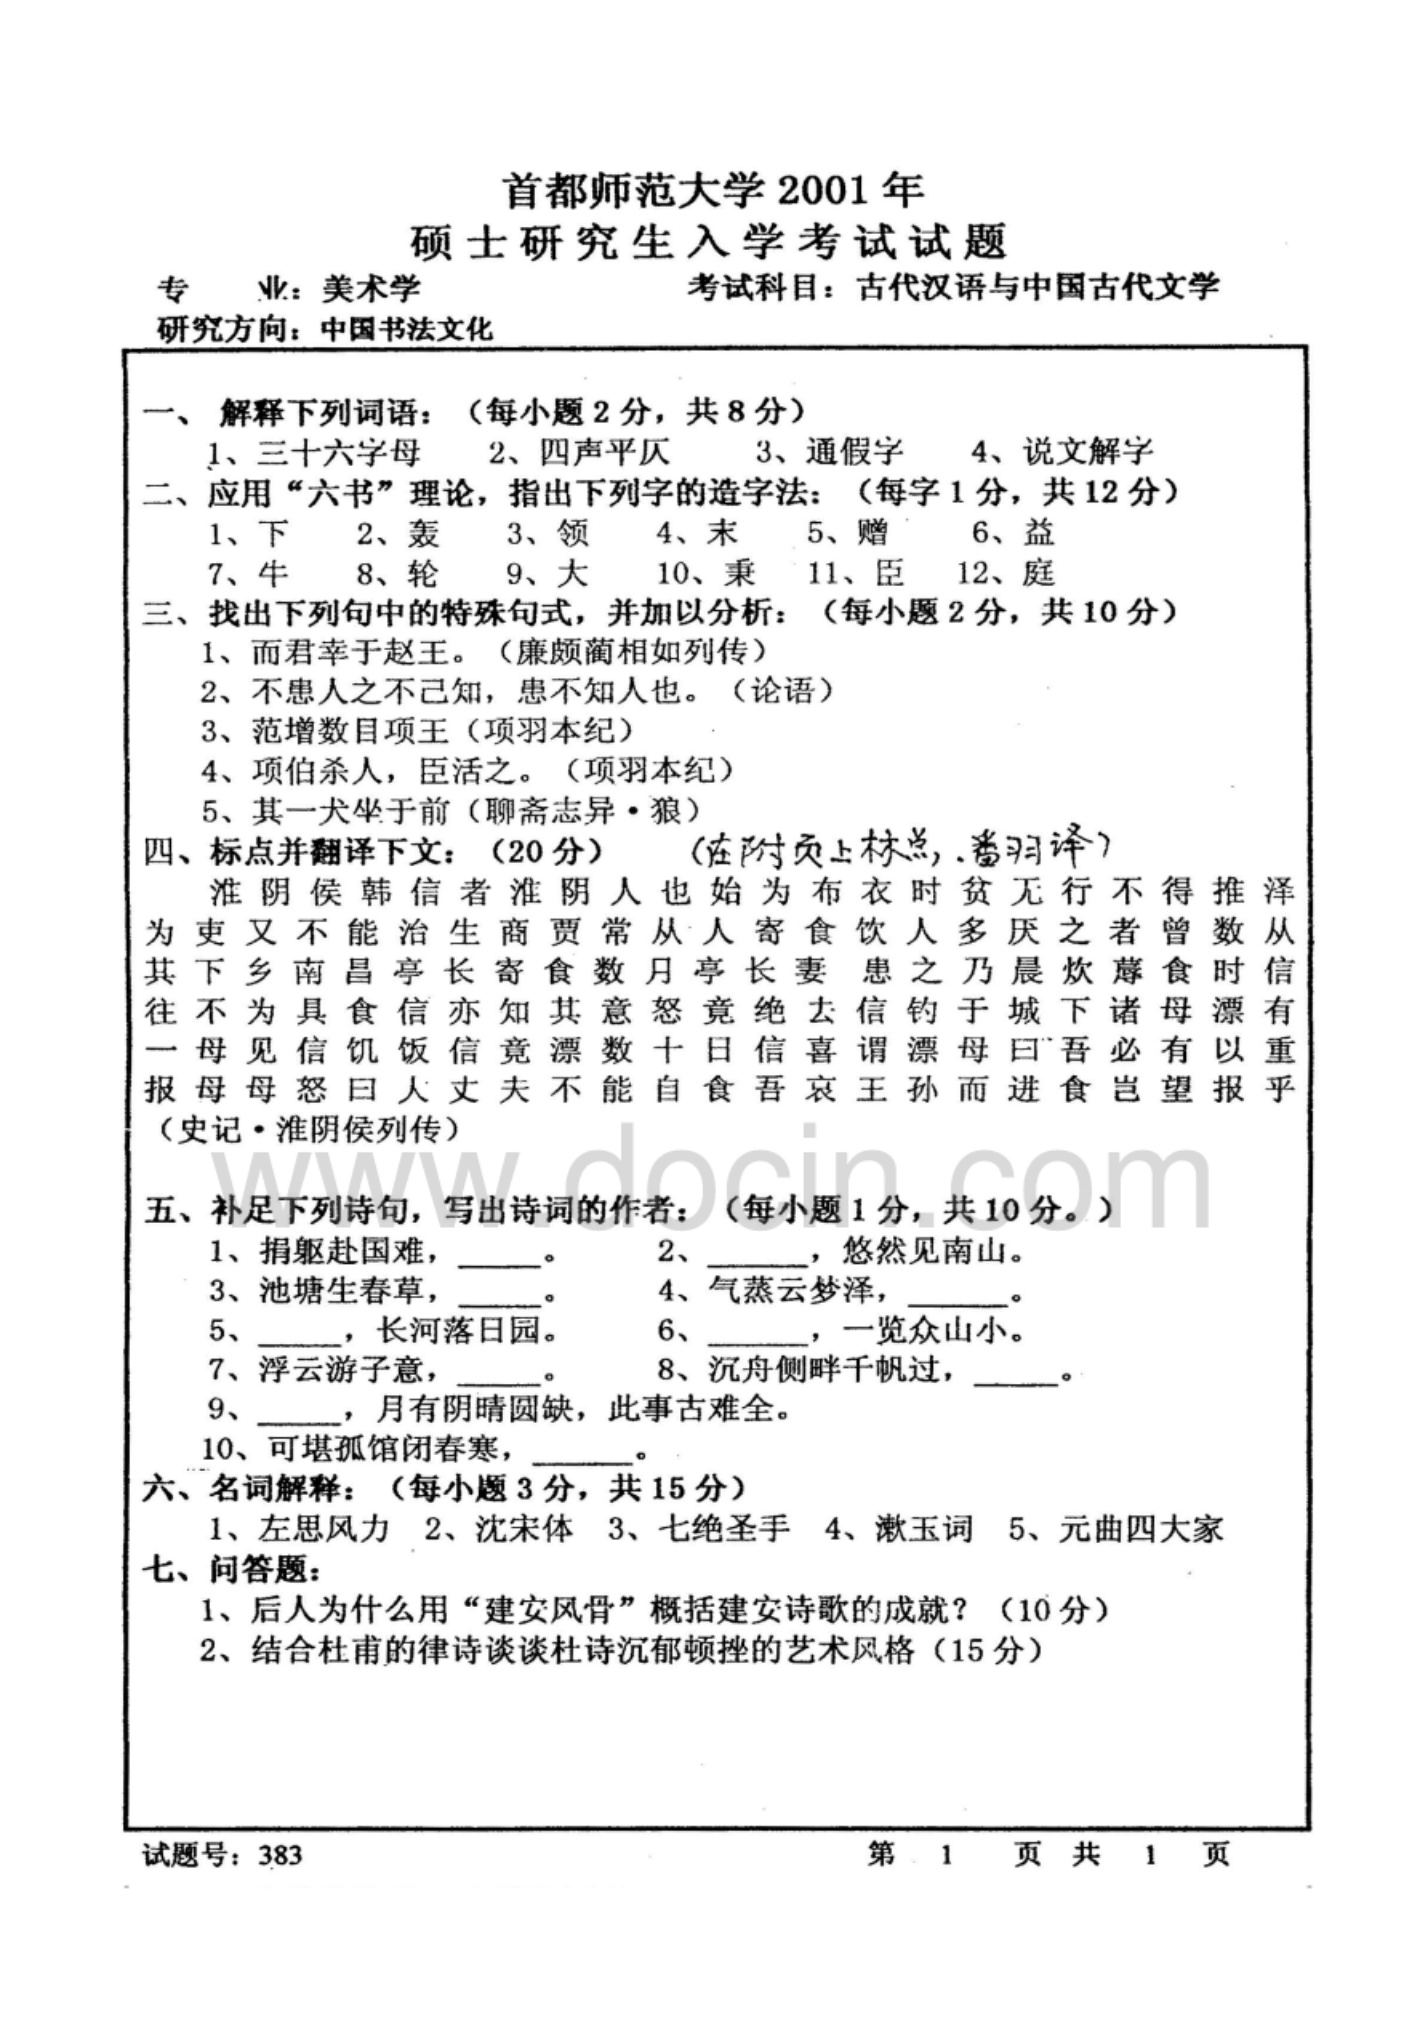 首都师范大学2001年
硕士研究生入学考试试题
专 业：美术学 考试科目：古代汉语与中国古代文学
研究方向：中国书法文化
一、 解释下列词语：（每小题2分，共8分）
1、三十六字母 2、四声平仄 3、通假字 4、说文解字
二、应用“六书”理论，指出下列字的造字法：（每字1分，共12分）
1、下 2、轰 3、领 4、末 5、赠 6、益
7、牛 8、轮 9、大 10、秉 11、臣 12、庭
三、找出下列句中的特殊句式，并加以分析：（每小题2分，共10分）
1、而君幸于赵王。（廉颇蔺相如列传）
2、不患人之不己知，患不知人也。（论语）
3、范增数目项王（项羽本纪）
4、项伯杀人，臣活之。（项羽本纪）
5、其一犬坐于前（聊斋志异·狼）
四、标点并翻译下文：（20分） （在附页上标点、翻译）
淮阴侯韩信者淮阴人也始为布衣时贫无行不得推泽
为吏又不能治生商贾常从人寄食饮人多厌之者曾数从
其下乡南昌亭长寄食数月亭长妻 患之乃晨炊蓐食时信
往不为具食信亦知其意怒竟绝去信钓于城下诸母漂有
一母见信饥饭信竟漂数十日信喜谓漂母曰吾必有以重
报母母怒曰人丈夫不能自食吾哀王孙而进食岂望报乎
（史记·淮阴侯列传）
www.docin.com
五、补足下列诗句，写出诗词的作者：（每小题1分，共10分。）
1、捐躯赴国难，_____。 2、______，悠然见南山。
3、池塘生春草，_____。 4、气蒸云梦泽，______。
5、_____，长河落日园。 6、______，一览众山小。
7、浮云游子意，_____。 8、沉舟侧畔千帆过，_____。
9、_____，月有阴晴圆缺，此事古难全。
10、可堪孤馆闭春寒，______。
六、名词解释：（每小题3分，共15分）
1、左思风力 2、沈宋体 3、七绝圣手 4、漱玉词 5、元曲四大家
七、问答题：
1、后人为什么用“建安风骨”概括建安诗歌的成就？（10分）
2、结合杜甫的律诗谈谈杜诗沉郁顿挫的艺术风格（15分）
试题号：383 第 1 页 共 1 页